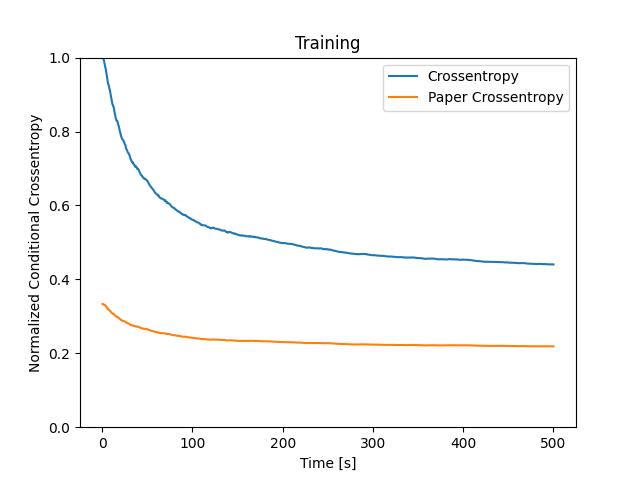 Training
Crossentropy
Paper Crossentropy
Normalized Conditional Crossentropy
1.0
0.8
0.6
0.4
0.2
0.0
0 100 200 300 400 500
Time [s]